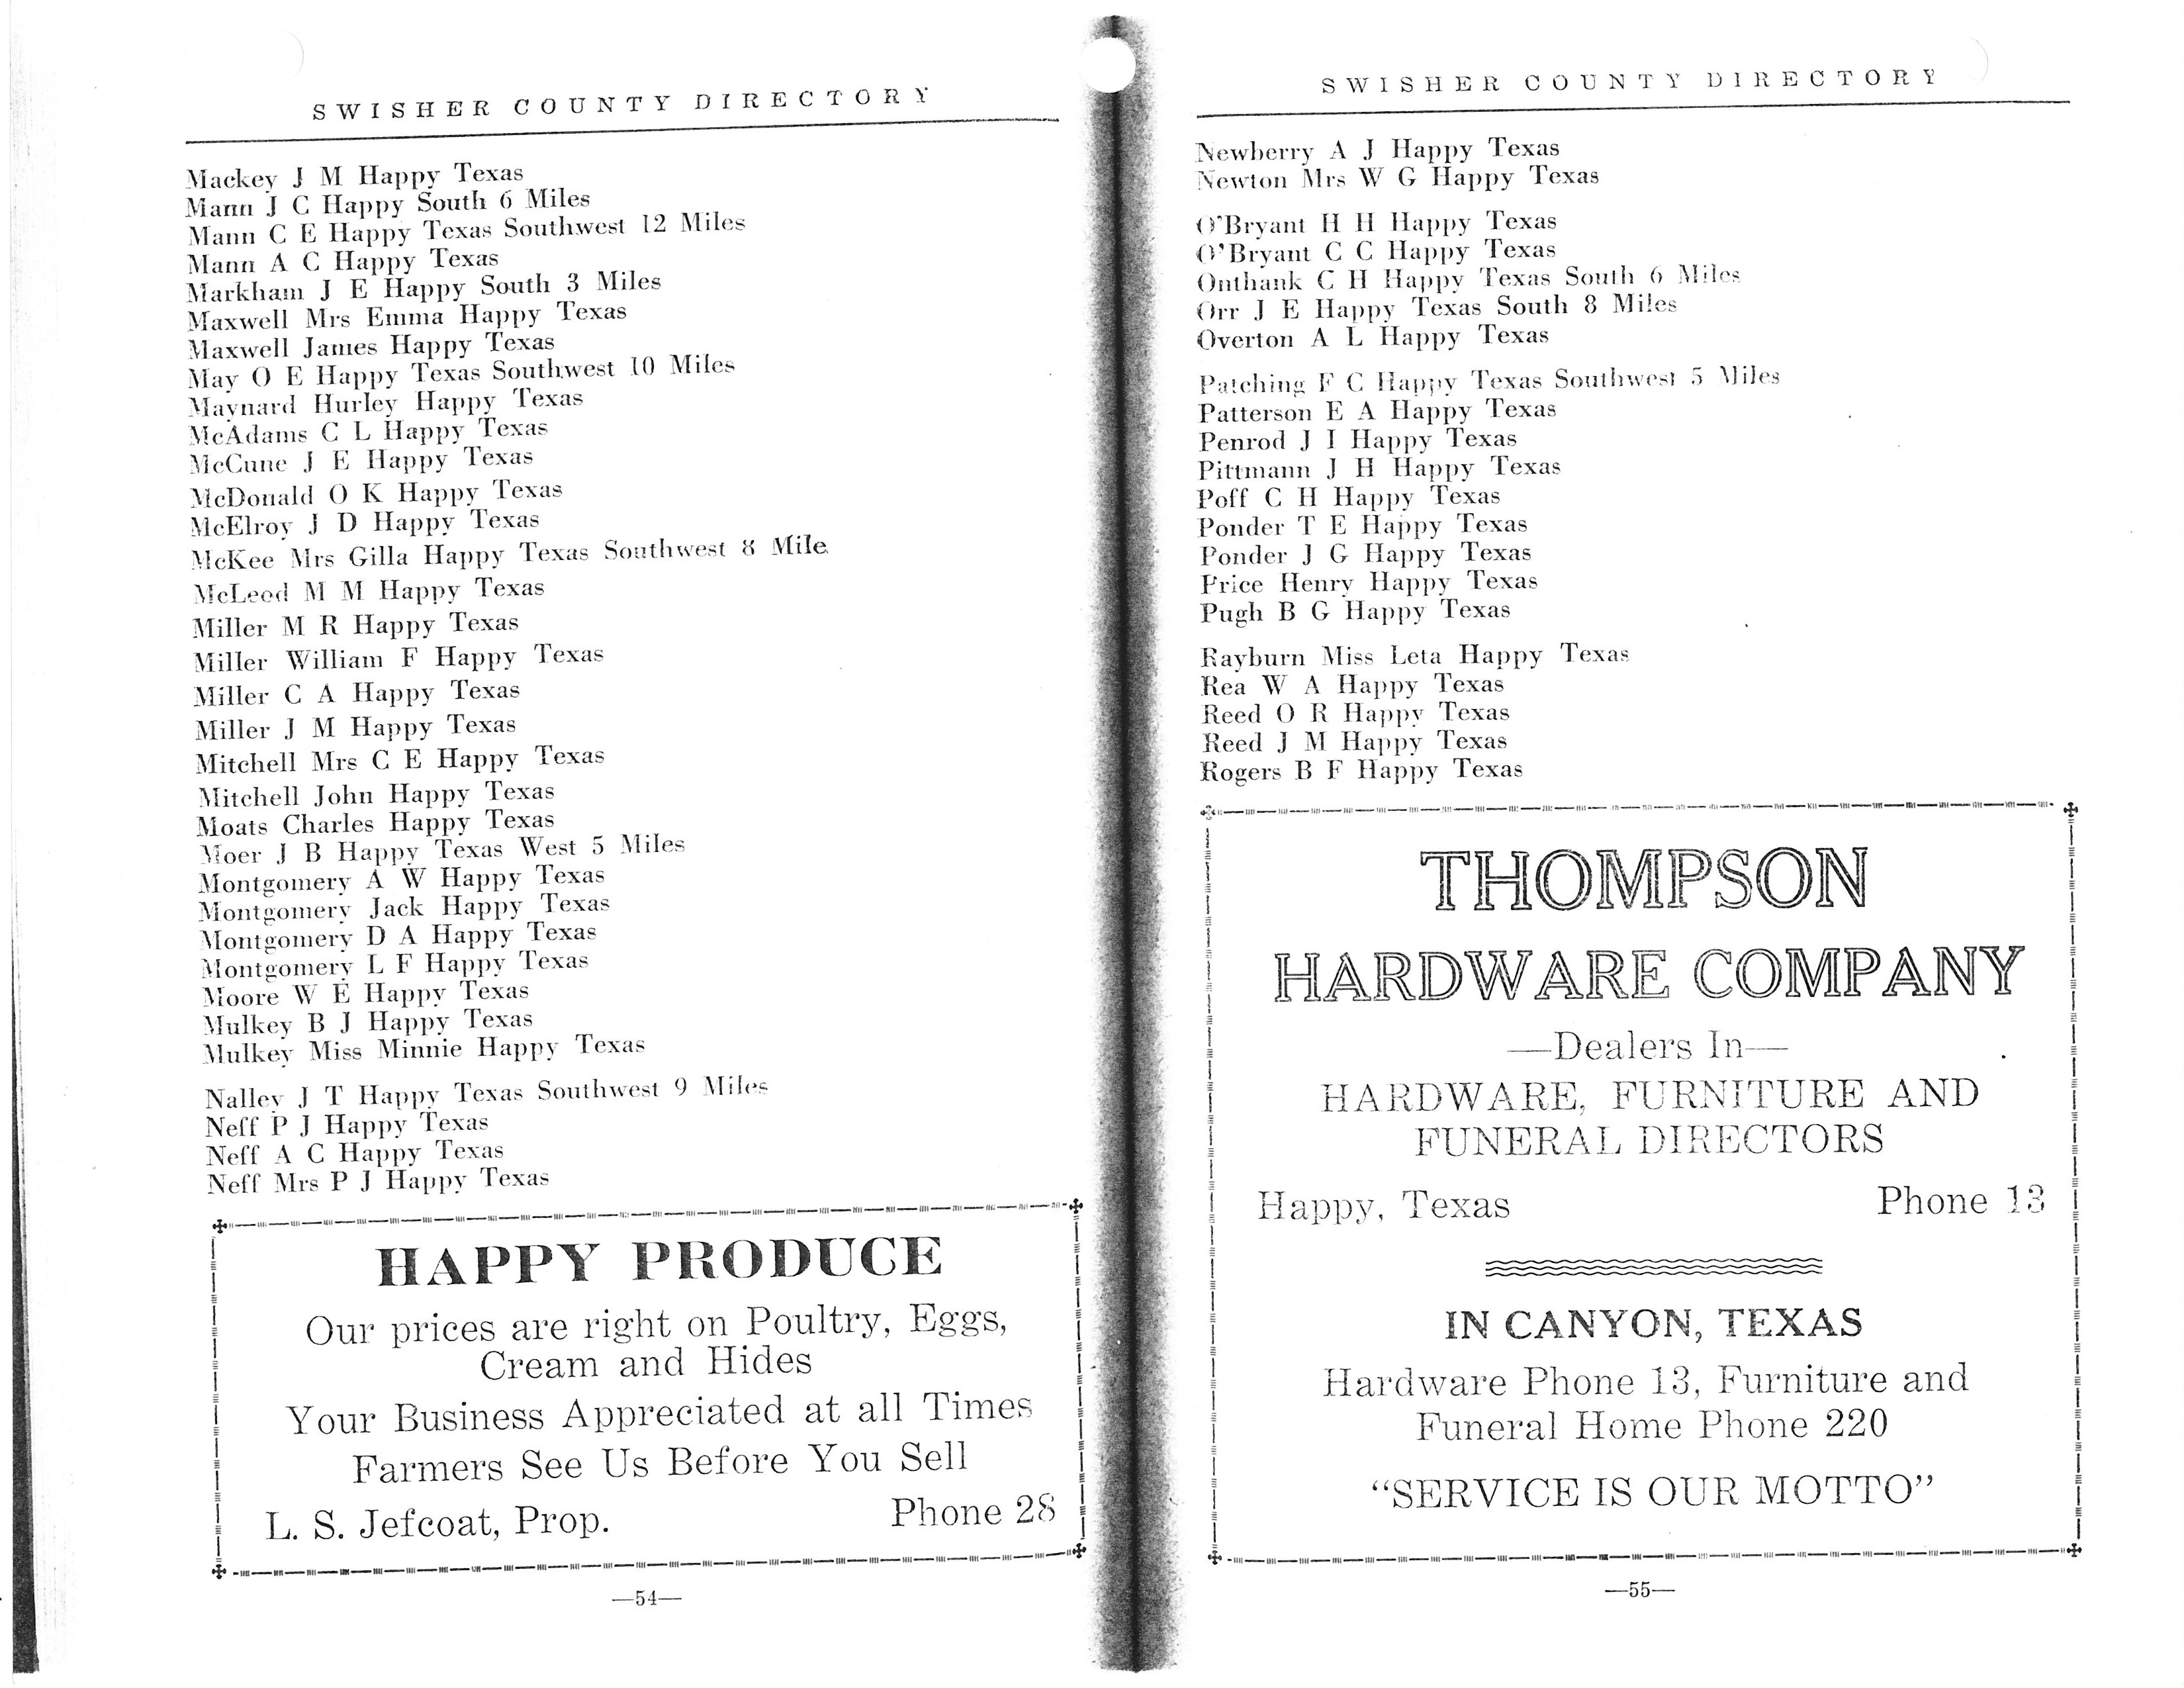 SWISHER COUNTY DIRECTORY
Mackey J M Happy Texas
Mann J C Happy South 6 Miles
Mann C E Happy Texas Southwest 12 Miles
Mann A C Happy Texas
Markham J E Happy South 3 Miles
Maxwell Mrs Emma Happy Texas
Maxwell James Happy Texas
May O E Happy Texas Southwest 10 Miles
Maynard Hurley Happy Texas
McAdams C L Happy Texas
McCune J E Happy Texas
McDonald O K Happy Texas
McElroy J D Happy Texas
McKee Mrs Gilla Happy Texas Southwest 8 Mile
McLeod M M Happy Texas
Miller M R Happy Texas
Miller William F Happy Texas
Miller C A Happy Texas
Miller J M Happy Texas
Mitchell Mrs C E Happy Texas
Mitchell John Happy Texas
Moats Charles Happy Texas
Moer J B Happy Texas West 5 Miles
Montgomery A W Happy Texas
Montgomery Jack Happy Texas
Montgomery D A Happy Texas
Montgomery L F Happy Texas
Moore W E Happy Texas
Mulkey B J Happy Texas
Mulkey Miss Minnie Happy Texas
Nalley J T Happy Texas Southwest 9 Miles
Neff P J Happy Texas
Neff A C Happy Texas
Neff Mrs P J Happy Texas
HAPPY PRODUCE
Our prices are right on Poultry, Eggs,
Cream and Hides
Your Business Appreciated at all Times
Farmers See Us Before You Sell
L. S. Jefcoat, Prop. Phone 28
—54—
SWISHER COUNTY DIRECTORY
Newberry A J Happy Texas
Newton Mrs W G Happy Texas
O'Bryant H H Happy Texas
O'Bryant C C Happy Texas
Onthank C H Happy Texas South 6 Miles
Orr J E Happy Texas South 8 Miles
Overton A L Happy Texas
Patching F C Happy Texas Southwest 5 Miles
Patterson E A Happy Texas
Penrod J I Happy Texas
Pittmann J H Happy Texas
Poff C H Happy Texas
Ponder T E Happy Texas
Ponder J G Happy Texas
Price Henry Happy Texas
Pugh B G Happy Texas
Rayburn Miss Leta Happy Texas
Rea W A Happy Texas
Reed O R Happy Texas
Reed J M Happy Texas
Rogers B F Happy Texas
THOMPSON
HARDWARE COMPANY
—Dealers In—
HARDWARE, FURNITURE AND
FUNERAL DIRECTORS
Happy, Texas Phone 13
IN CANYON, TEXAS
Hardware Phone 13, Furniture and
Funeral Home Phone 220
"SERVICE IS OUR MOTTO"
—55—